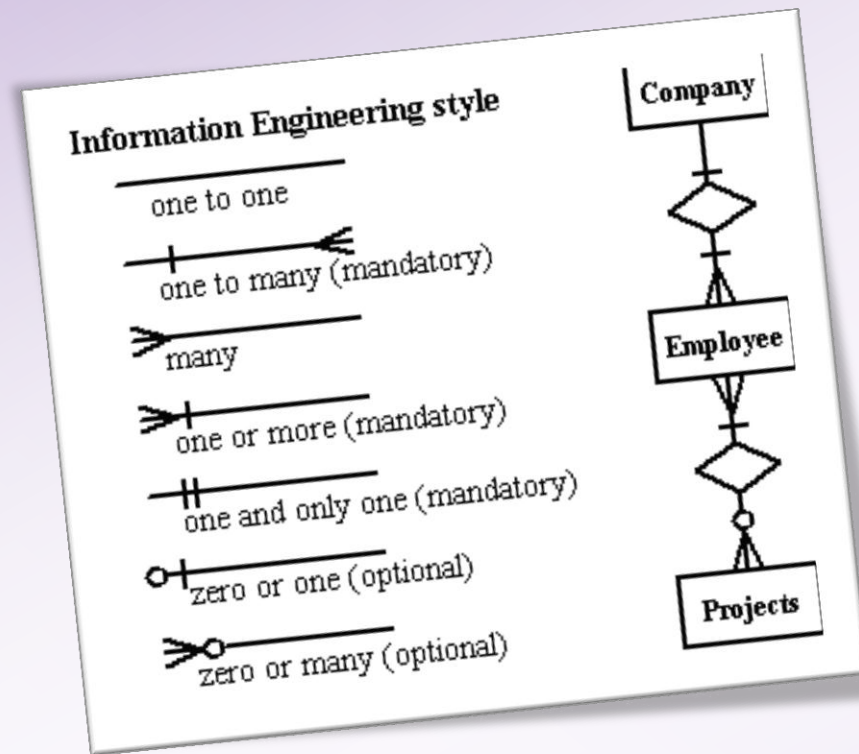 Information Engineering style
one to one
one to many (mandatory)
many
one or more (mandatory)
one and only one (mandatory)
zero or one (optional)
zero or many (optional)
Company
Employee
Projects